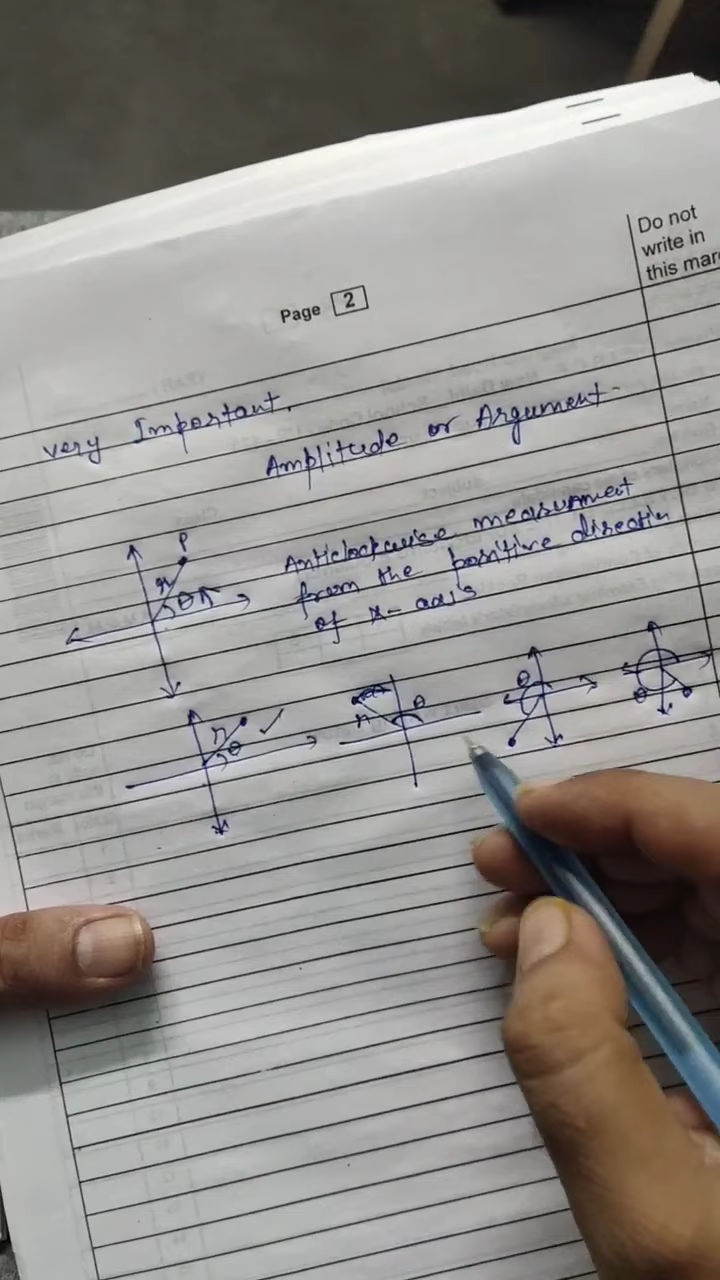 Do not
write in
this mar
Page 2
very Important.
Amplitude or Argument
P
r
θ
Anticlockwise measurement
from the positive direction
of x-axis
r
θ
r
θ
θ
θ